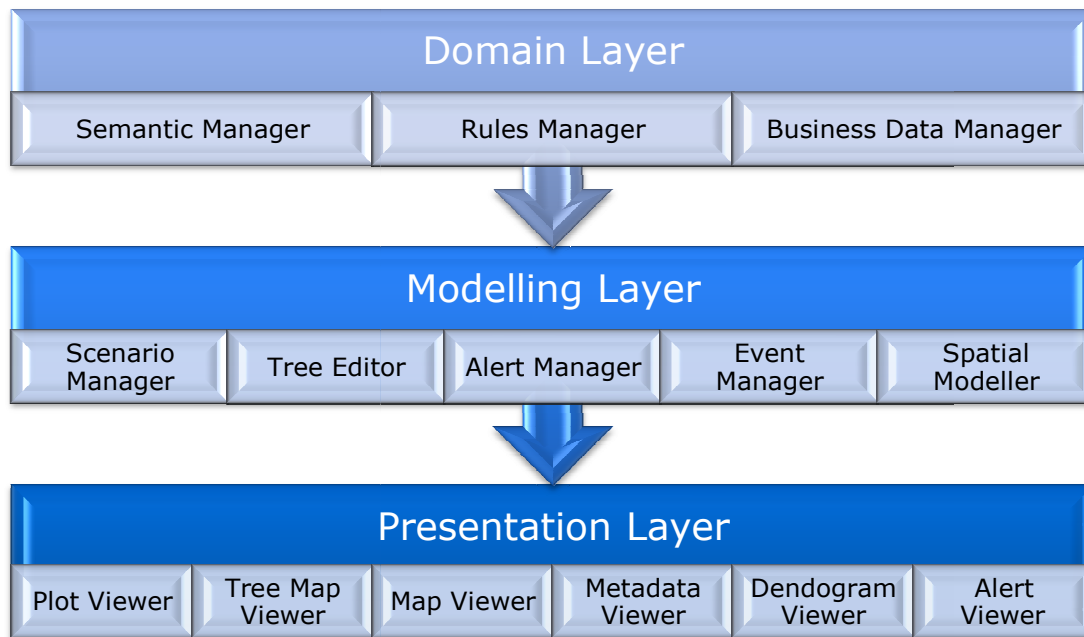 Domain Layer
Semantic Manager
Rules Manager
Business Data Manager
Modelling Layer
Scenario
Manager
Tree Editor
Alert Manager
Event
Manager
Spatial
Modeller
Presentation Layer
Plot Viewer
Tree Map
Viewer
Map Viewer
Metadada
Viewer
Dendogram
Viewer
Alert
Viewer